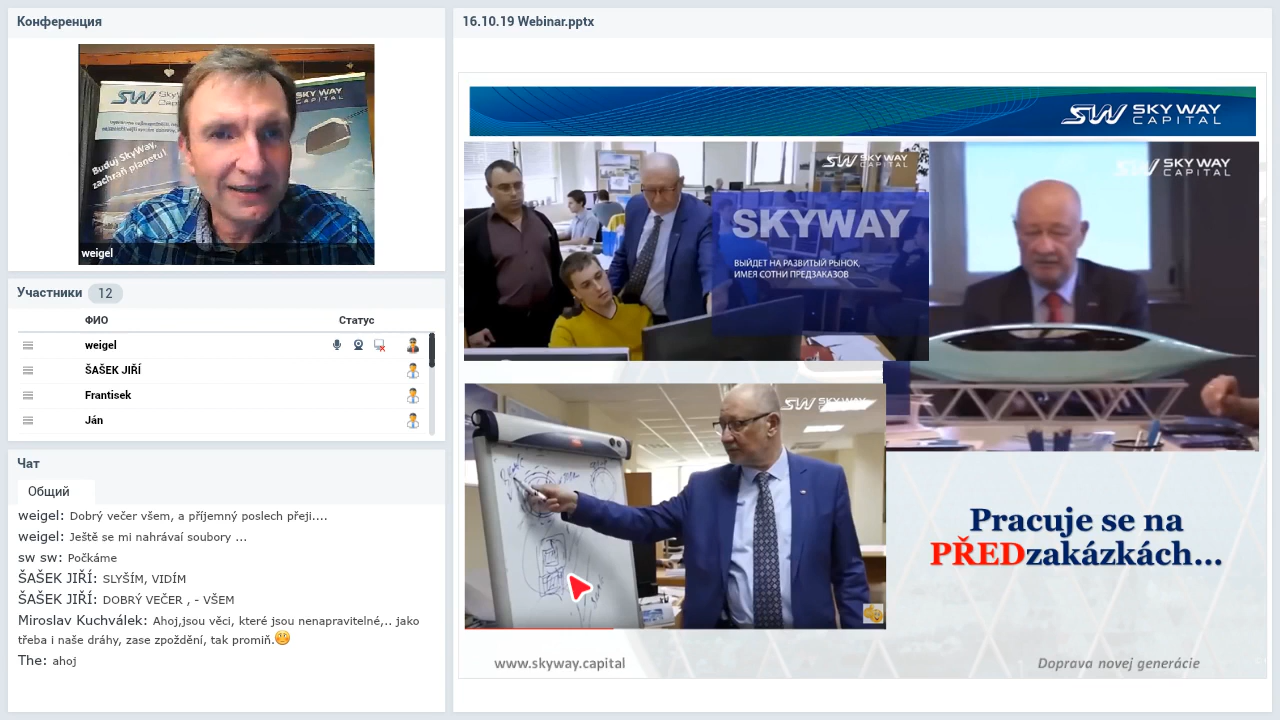 Конференция
SW SkyWay Capital
SKY WAY CAPITAL
Buduj SkyWay,
zachraň planetu!
weigel
Участники 12
ФИО Статус
weigel
ŠAŠEK JIŘÍ
Frantisek
Ján
Чат
Общий
weigel: Dobrý večer všem, a příjemný poslech přeji....
weigel: Ještě se mi nahrávaí soubory ...
sw sw: Počkáme
ŠAŠEK JIŘÍ: SLYŠÍM, VIDÍM
ŠAŠEK JIŘÍ: DOBRÝ VEČER , - VŠEM
Miroslav Kuchválek: Ahoj,jsou věci, které jsou nenapravitelné,.. jako
třeba i naše dráhy, zase zpoždění, tak promiň.
The: ahoj
16.10.19 Webinar.pptx
SW SKY WAY CAPITAL
SW SKY WAY CAPITAL
SKYWAY
ВЫЙДЕТ НА РАЗВИТЫЙ РЫНОК,
ИМЕЯ СОТНИ ПРЕДЗАКАЗОВ
SW SKY WAY CAPITAL
SW SKY WAY CAPITAL
Pracuje se na
PŘEDzakázkách...
www.skyway.capital
Doprava novej generácie